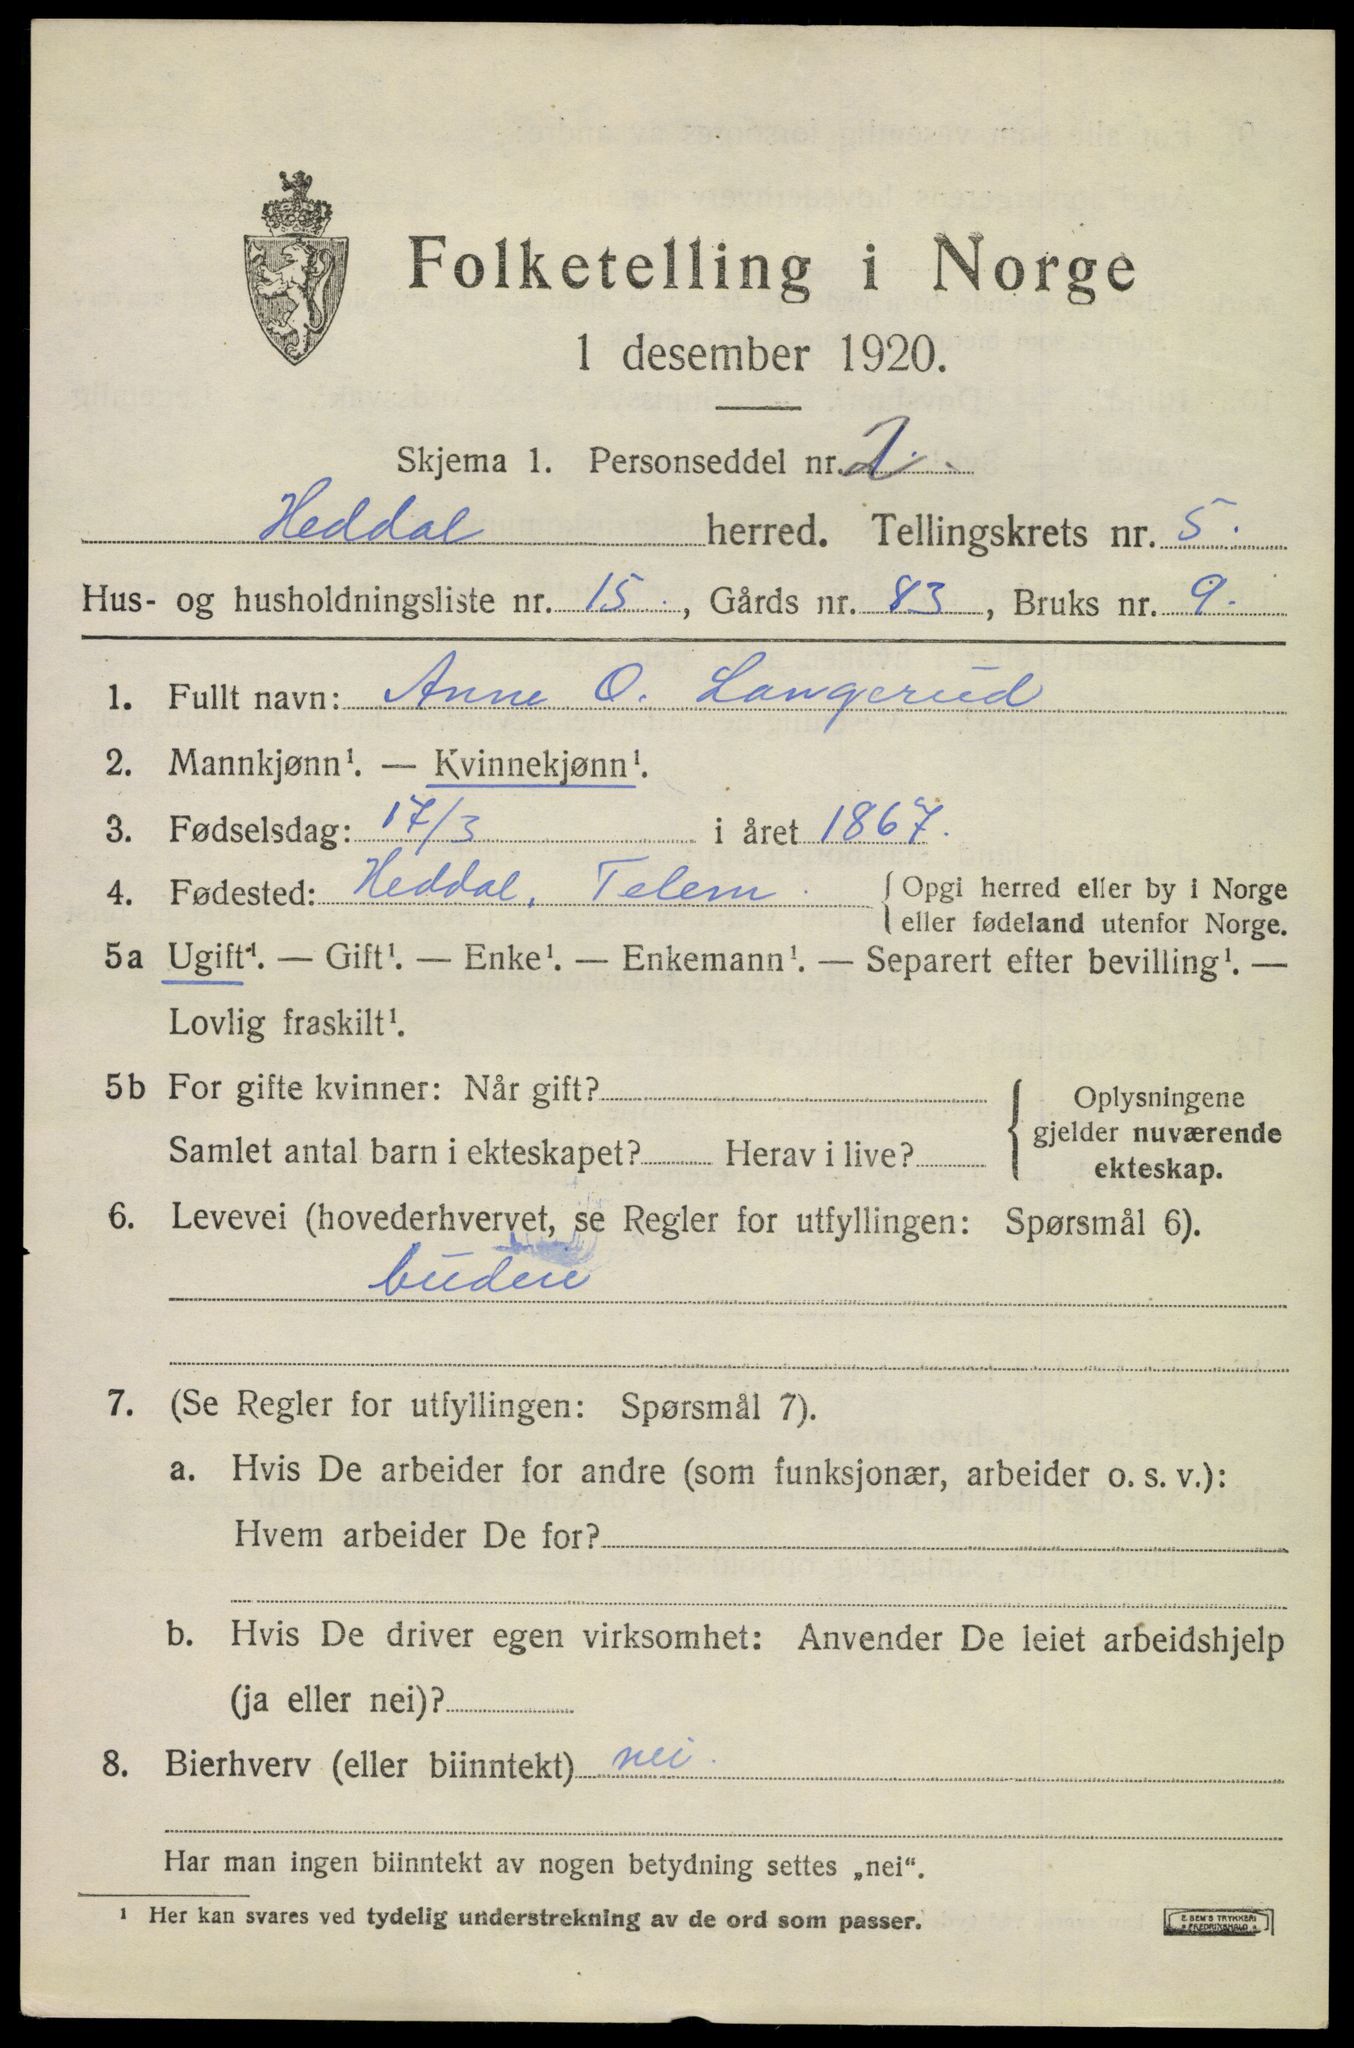 Folketelling i Norge
1 desember 1920.
Skjema 1. Personseddel nr.
Heddal herred. Tellingskrets nr. 5.
Hus- og husholdningsliste nr. 15., Gårds nr. 83, Bruks nr. 9.
1. Fullt navn: Anne O. Langerud
2. Mannkjønn¹. — Kvinnekjønn¹.
3. Fødselsdag: 17/3 i året 1867.
4. Fødested: Heddal, Telem. { Opgi herred eller by i Norge
eller fødeland utenfor Norge.
5a Ugift¹. — Gift¹. — Enke¹. — Enkemann¹. — Separert efter bevilling¹. —
Lovlig fraskilt¹.
5b For gifte kvinner: Når gift?
Samlet antal barn i ekteskapet? Herav i live?
{ Oplysningene
gjelder nuværende
ekteskap.
6. Levevei (hovederhvervet, se Regler for utfyllingen: Spørsmål 6).
budeie
7. (Se Regler for utfyllingen: Spørsmål 7).
a. Hvis De arbeider for andre (som funksjonær, arbeider o. s. v.):
Hvem arbeider De for?
b. Hvis De driver egen virksomhet: Anvender De leiet arbeidshjelp
(ja eller nei)?
8. Bierhverv (eller biinntekt) nei.
Har man ingen biinntekt av nogen betydning settes „nei“.
¹ Her kan svares ved tydelig understrekning av de ord som passer.
E. SEM'S TRYKKERI
FREDRIKSHALD